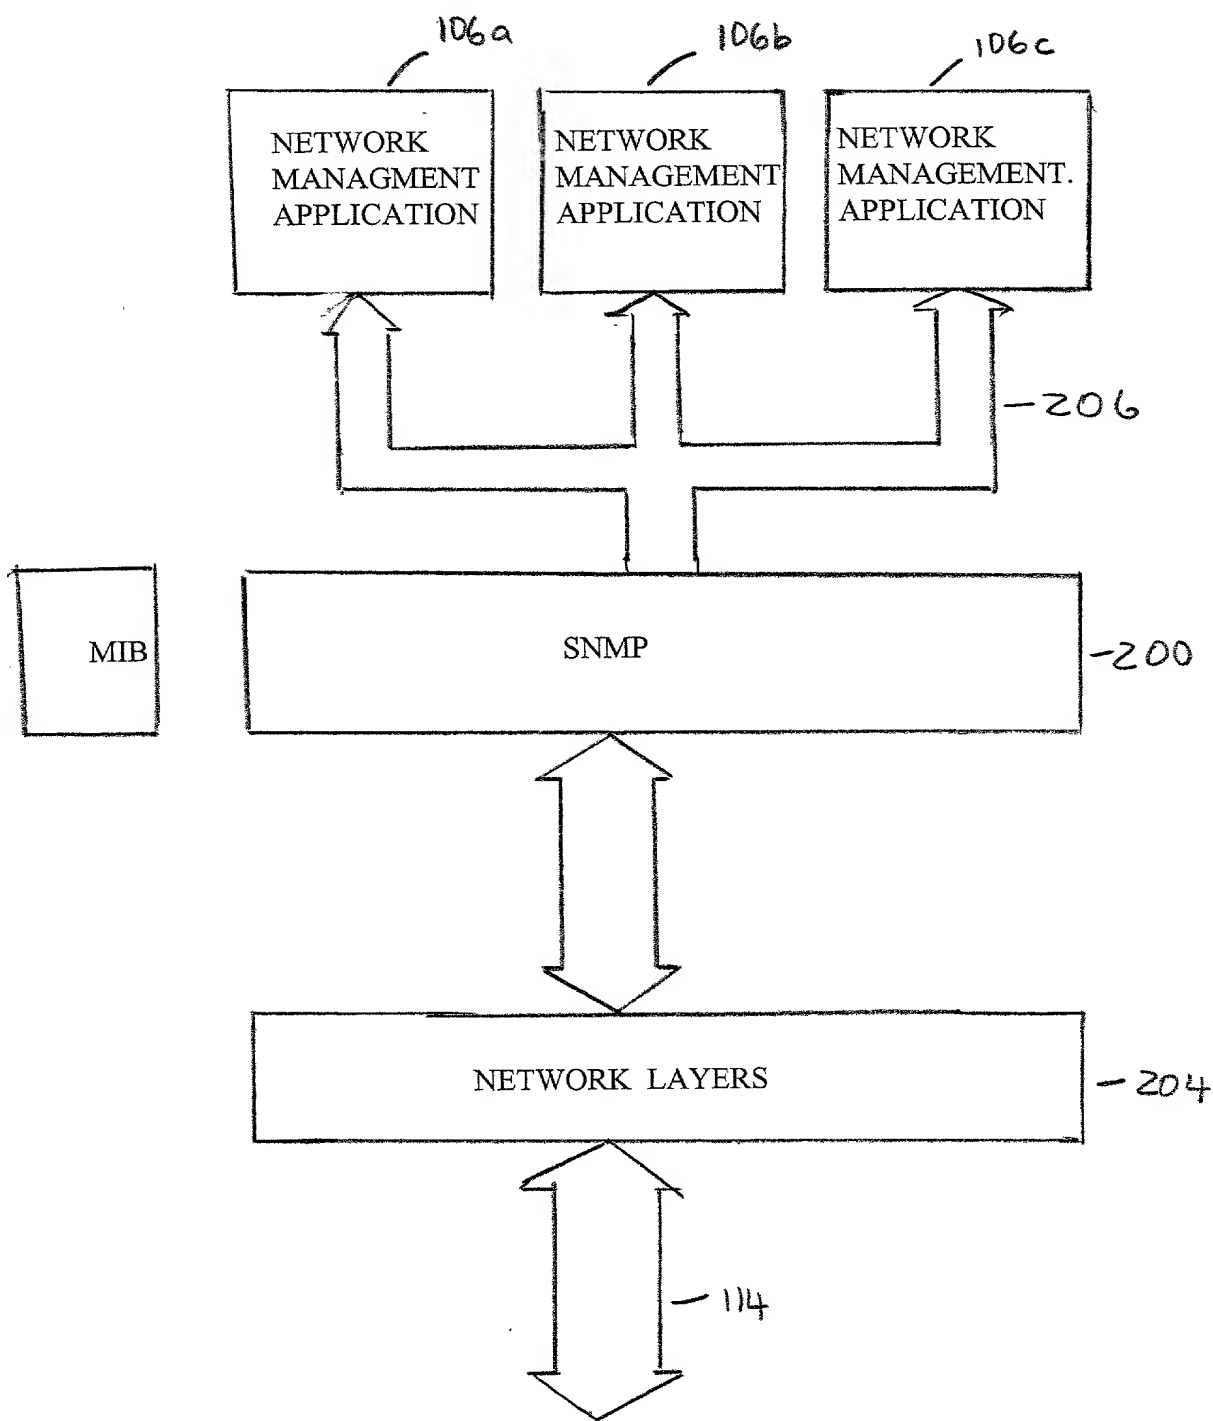 106a
106b
106c
NETWORK
MANAGMENT
APPLICATION
NETWORK
MANAGEMENT
APPLICATION
NETWORK
MANAGEMENT.
APPLICATION
206
MIB
SNMP
200
NETWORK LAYERS
204
114